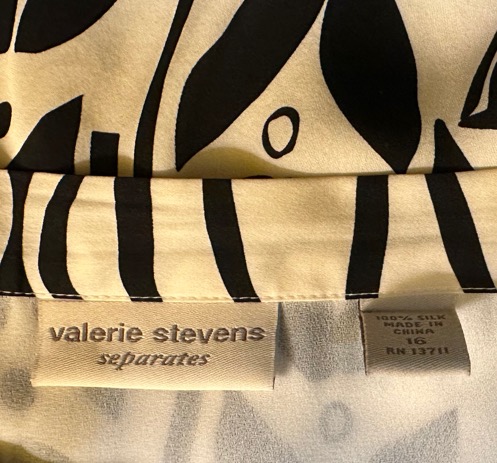 valerie stevens
separates
100% SILK
MADE IN
CHINA
16
RN 13711